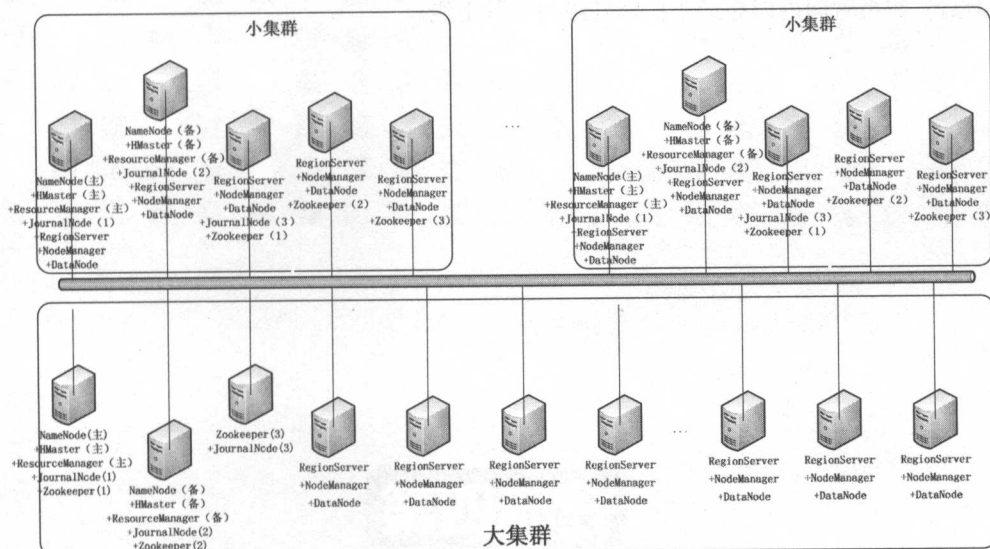 小集群
NameNode(主)
+HMaster（主）
+ResourceManager（主）
+JournalNode（1）
+RegionServer
+NodeManager
+DataNode
NameNode（备）
+HMaster（备）
+ResourceManager（备）
+JournalNode（2）
+RegionServer
+NodeManager
+DataNode
RegionServer
+NodeManager
+DataNode
+JournalNode（3）
+Zookeeper（1）
RegionServer
+NodeManager
+DataNode
+Zookeeper（2）
RegionServer
+NodeManager
+DataNode
+Zookeeper（3）
...
小集群
NameNode(主)
+HMaster（主）
+ResourceManager（主）
+JournalNode（1）
+RegionServer
+NodeManager
+DataNode
NameNode（备）
+HMaster（备）
+ResourceManager（备）
+JournalNode（2）
+RegionServer
+NodeManager
+DataNode
RegionServer
+NodeManager
+DataNode
+JournalNode（3）
+Zookeeper（1）
RegionServer
+NodeManager
+DataNode
+Zookeeper（2）
RegionServer
+NodeManager
+DataNode
+Zookeeper（3）
NameNode(主)
+HMaster（主）
+ResourceManager（主）
+JournalNode(1)
+Zookeeper(1)
NameNode（备）
+HMaster（备）
+ResourceManager（备）
+JournalNode(2)
+Zookeeper(2)
Zookeeper(3)
+JournalNode(3)
RegionServer
+NodeManager
+DataNode
RegionServer
+NodeManager
+DataNode
RegionServer
+NodeManager
+DataNode
RegionServer
+NodeManager
+DataNode
...
RegionServer
+NodeManager
+DataNode
RegionServer
+NodeManager
+DataNode
RegionServer
+NodeManager
+DataNode
大集群